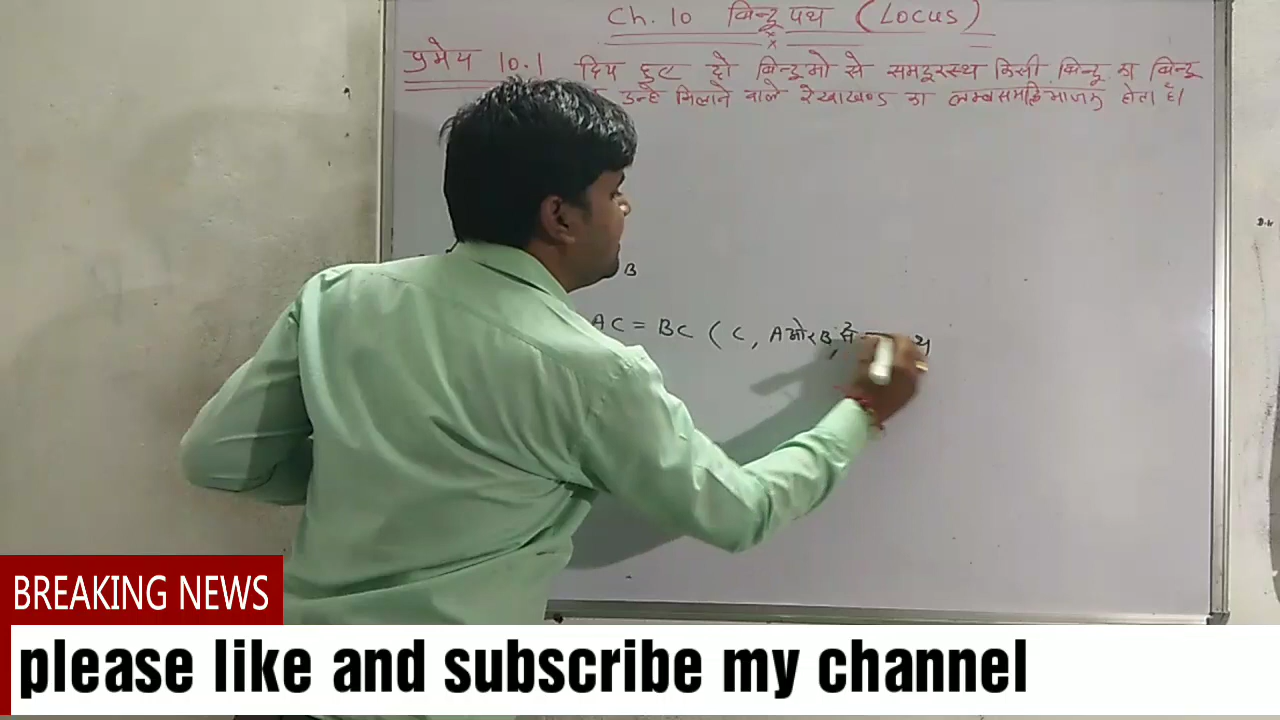 Ch. 10 बिन्दू पथ (Locus)
प्रमेय 10.1 दिए हुए दो बिन्दूओ से समदूरस्थ किसी बिन्दू का बिन्दू
उन्हे मिलाने वाले रेखाखण्ड का लम्बसमद्विभाजक होता है।
B
AC = BC ( C, A और B, से
BREAKING NEWS
please like and subscribe my channel